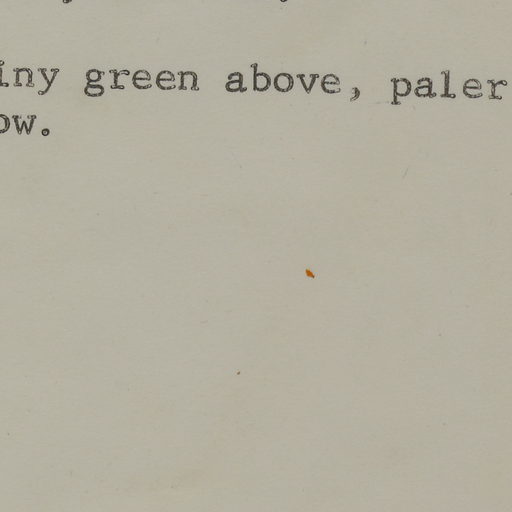 iny green above, paler
ow.